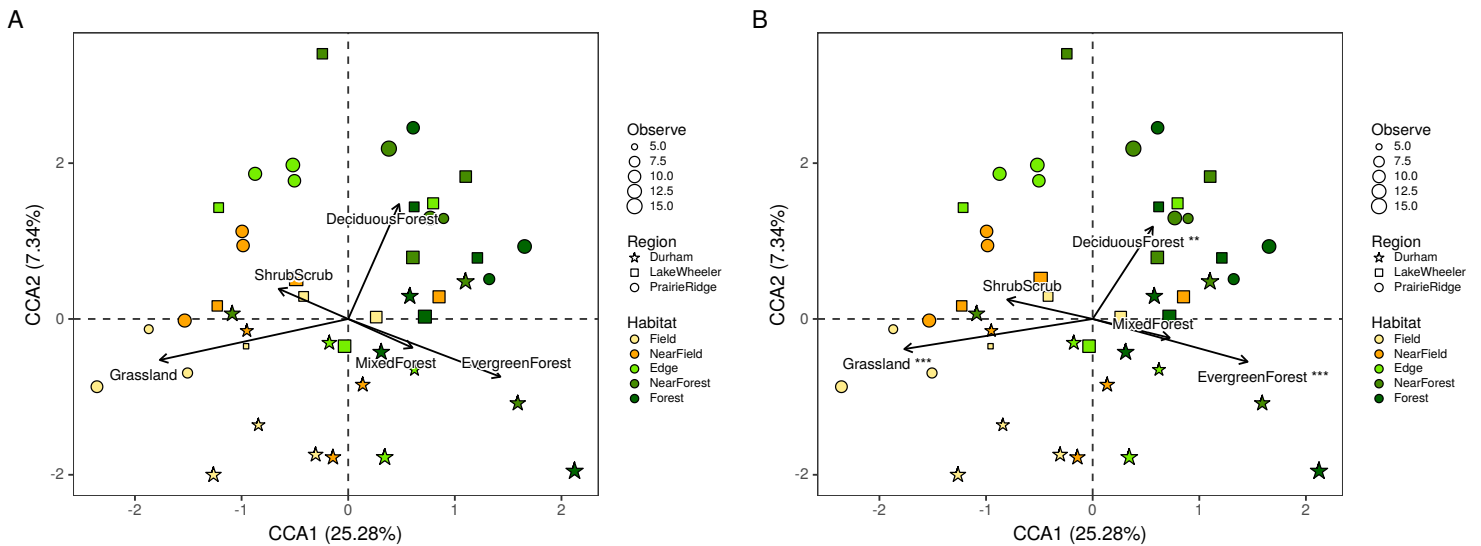 A
CCA2 (7.34%)
2
0
-2
-2
-1
0
1
2
CCA1 (25.28%)
DeciduousForest
ShrubScrub
Grassland
MixedForest
EvergreenForest
Observe
5.0
7.5
10.0
12.5
15.0
Region
Durham
LakeWheeler
PrairieRidge
Habitat
Field
NearField
Edge
NearForest
Forest
B
CCA2 (7.34%)
2
0
-2
-2
-1
0
1
2
CCA1 (25.28%)
DeciduousForest **
ShrubScrub
MixedForest
Grassland ***
EvergreenForest ***
Observe
5.0
7.5
10.0
12.5
15.0
Region
Durham
LakeWheeler
PrairieRidge
Habitat
Field
NearField
Edge
NearForest
Forest